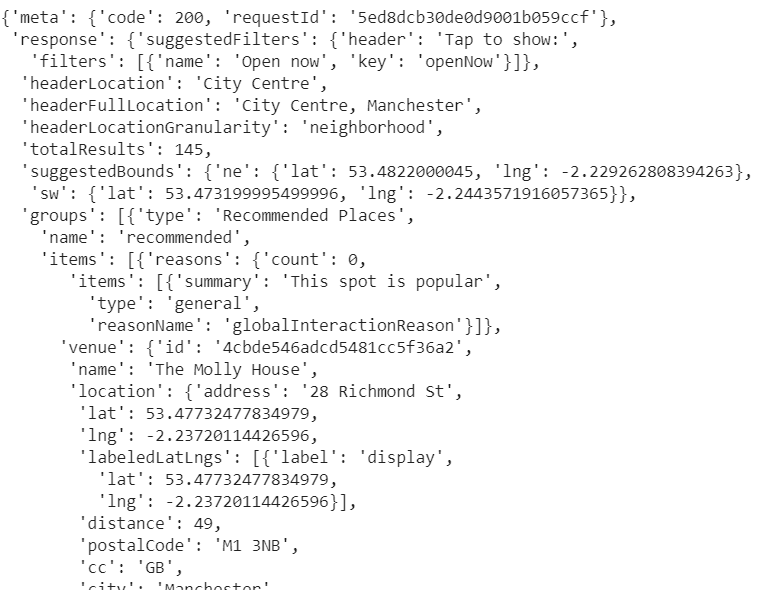 {'meta': {'code': 200, 'requestId': '5ed8dcb30de0d9001b059ccf'},
'response': {'suggestedFilters': {'header': 'Tap to show:',
'filters': [{'name': 'Open now', 'key': 'openNow'}]},
'headerLocation': 'City Centre',
'headerFullLocation': 'City Centre, Manchester',
'headerLocationGranularity': 'neighborhood',
'totalResults': 145,
'suggestedBounds': {'ne': {'lat': 53.4822000045, 'lng': -2.229262808394263},
'sw': {'lat': 53.473199995499996, 'lng': -2.2443571916057365}},
'groups': [{'type': 'Recommended Places',
'name': 'recommended',
'items': [{'reasons': {'count': 0,
'items': [{'summary': 'This spot is popular',
'type': 'general',
'reasonName': 'globalInteractionReason'}]},
'venue': {'id': '4cbde546adcd5481cc5f36a2',
'name': 'The Molly House',
'location': {'address': '28 Richmond St',
'lat': 53.47732477834979,
'lng': -2.23720114426596,
'labeledLatLngs': [{'label': 'display',
'lat': 53.47732477834979,
'lng': -2.23720114426596}],
'distance': 49,
'postalCode': 'M1 3NB',
'cc': 'GB',
'city': 'Manchester'